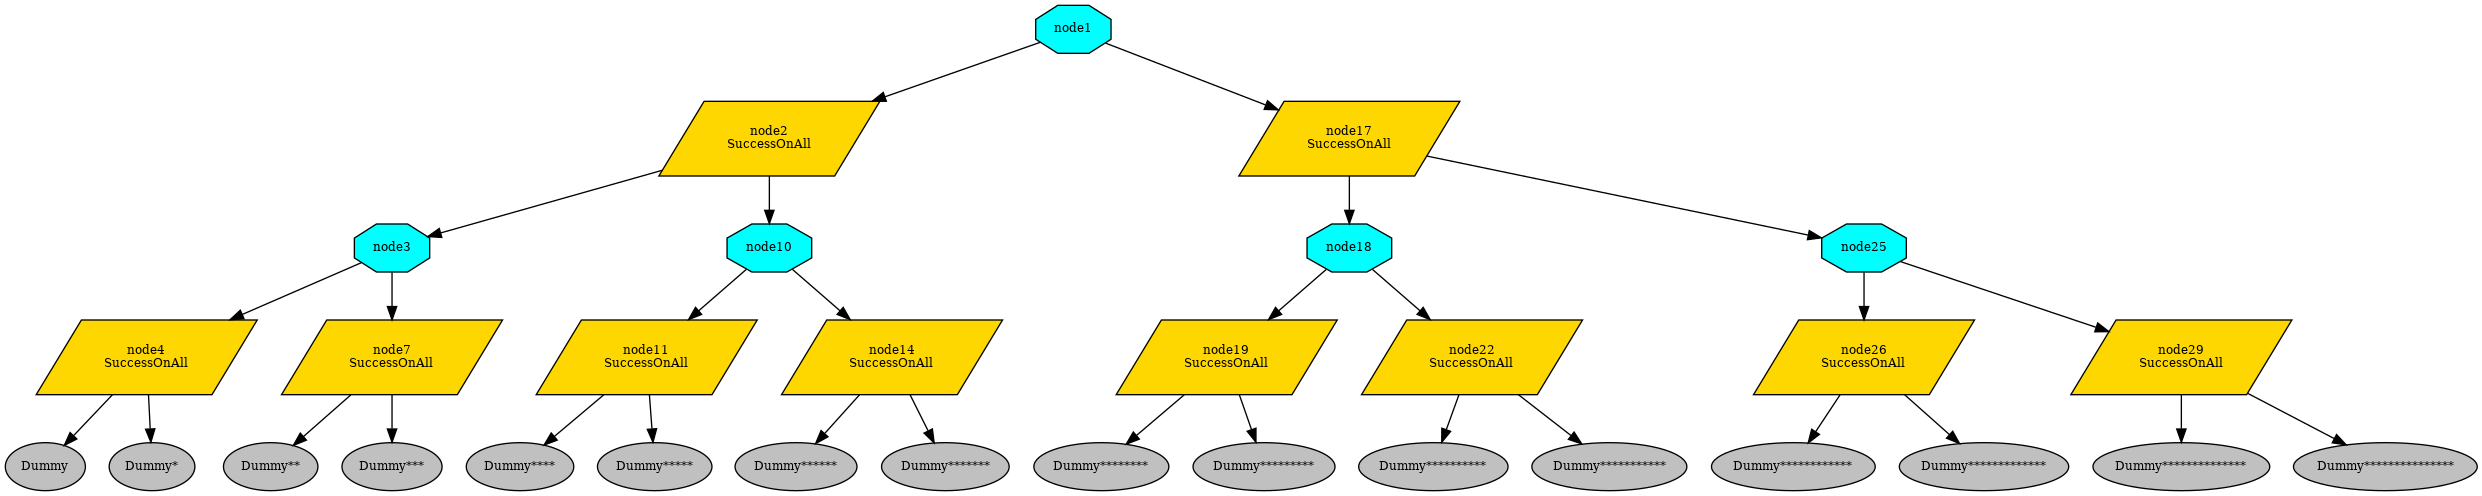 node1
node2
SuccessOnAll
node17
SuccessOnAll
node3
node10
node18
node25
node4
SuccessOnAll
node7
SuccessOnAll
node11
SuccessOnAll
node14
SuccessOnAll
node19
SuccessOnAll
node22
SuccessOnAll
node26
SuccessOnAll
node29
SuccessOnAll
Dummy
Dummy*
Dummy**
Dummy***
Dummy****
Dummy*****
Dummy******
Dummy*******
Dummy********
Dummy*********
Dummy**********
Dummy***********
Dummy************
Dummy*************
Dummy**************
Dummy***************